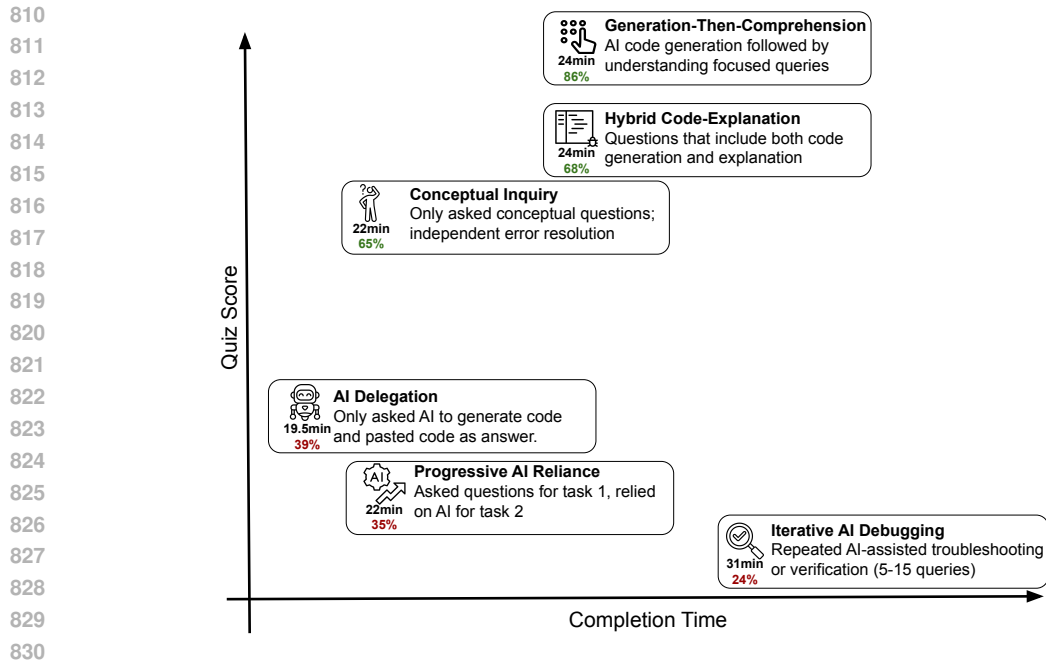 810
811
812
813
814
815
816
817
818
819
820
821
822
823
824
825
826
827
828
829
830
Quiz Score
Generation-Then-Comprehension
AI code generation followed by
understanding focused queries
24min
86%
Hybrid Code-Explanation
Questions that include both code
generation and explanation
24min
68%
Conceptual Inquiry
Only asked conceptual questions;
independent error resolution
?
22min
65%
AI Delegation
Only asked AI to generate code
and pasted code as answer.
19.5min
39%
Progressive AI Reliance
Asked questions for task 1, relied
on AI for task 2
AI
22min
35%
Iterative AI Debugging
Repeated AI-assisted troubleshooting
or verification (5-15 queries)
31min
24%
Completion Time